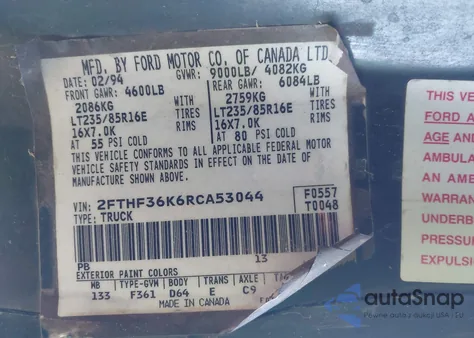 MFD. BY FORD MOTOR CO. OF CANADA LTD.
DATE: 02/94 GVWR: 9000LB/ 4082KG
FRONT GAWR: 4600LB REAR GAWR: 6084LB
2086KG WITH 2759KG WITH
LT235/85R16E TIRES LT235/85R16E TIRES
16X7.0K RIMS 16X7.0K RIMS
AT 55 PSI COLD AT 80 PSI COLD
THIS VEHICLE CONFORMS TO ALL APPLICABLE FEDERAL MOTOR
VEHICLE SAFETY STANDARDS IN EFFECT ON THE DATE OF
MANUFACTURE SHOWN ABOVE.
VIN: 2FTHF36K6RCA53044 F0557
TYPE: TRUCK T0048
PB 13
EXTERIOR PAINT COLORS
WB TYPE-GVW BODY TRANS AXLE
133 F361 D64 E C9
MADE IN CANADA
THIS VE
FORD A
AGE AND
AMBULA
AN AMBU
WARRAN
UNDERB
PRESSU
EXPULSI
autoSnap